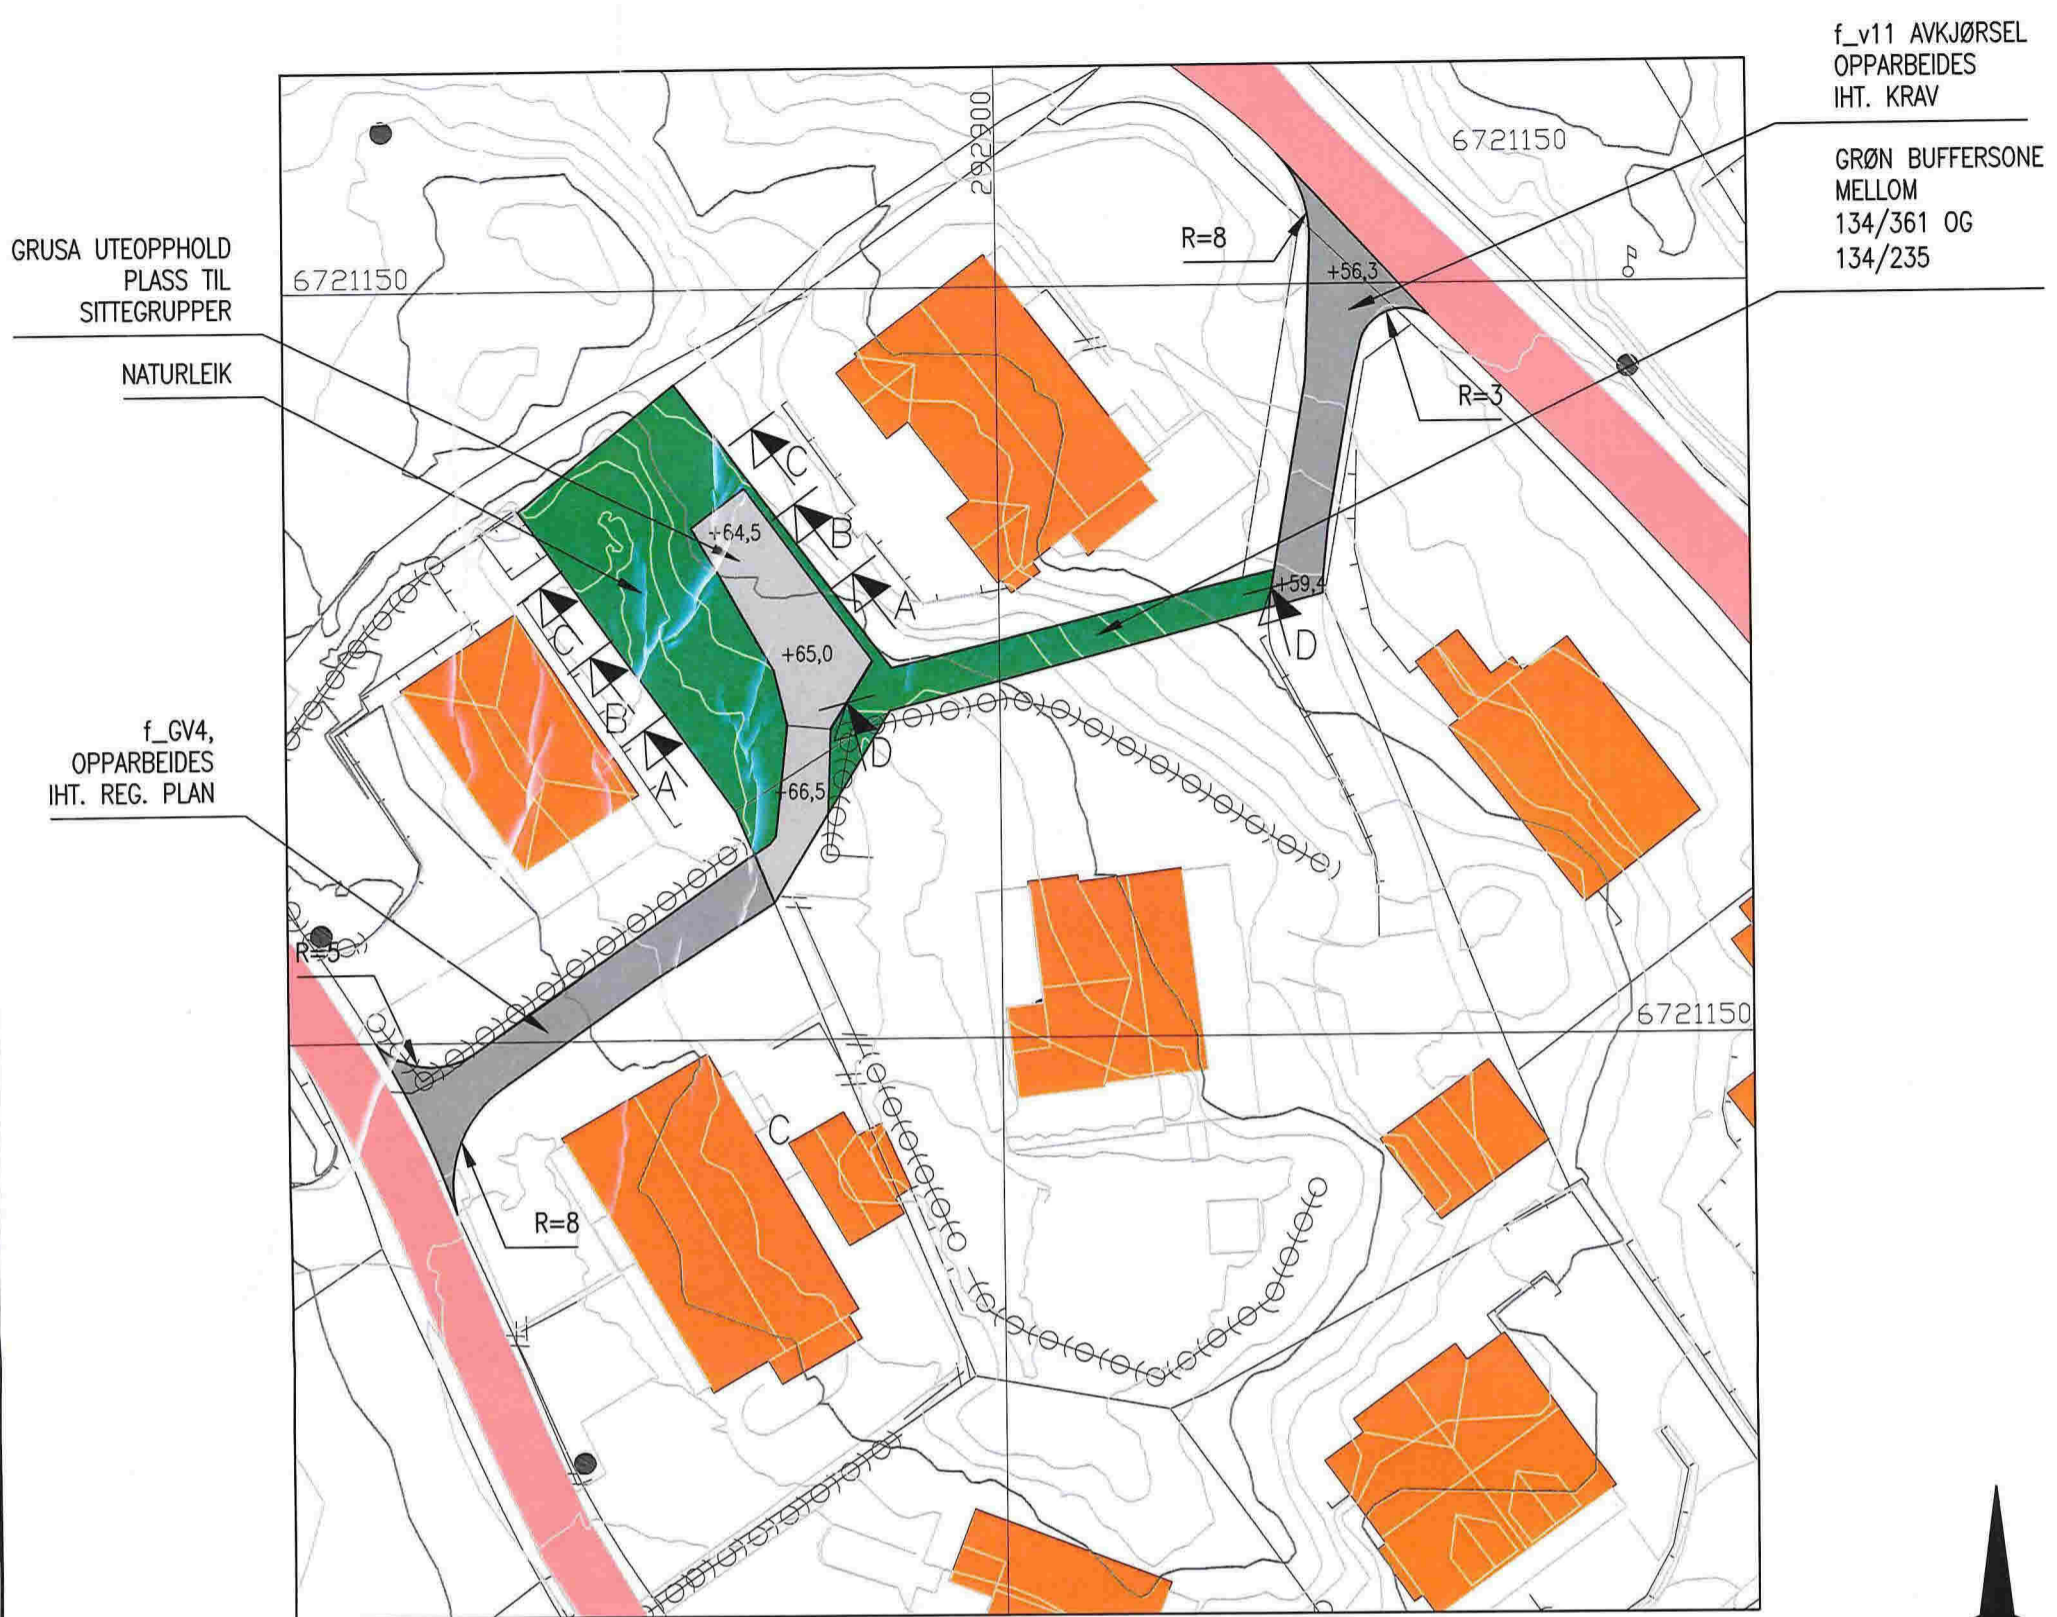 f_v11 AVKJØRSEL
OPPARBEIDES
IHT. KRAV
GRØN BUFFERSONE
MELLOM
134/361 OG
134/235
GRUSA UTEOPPHOLD
PLASS TIL
SITTEGRUPPER
NATURLEIK
f_GV4,
OPPARBEIDES
IHT. REG. PLAN
292900
6721150
6721150
R=8
+56,3
R=3
C
B
A
+64,5
+59,4
D
+65,0
C
B
A
D
+66,5
R=5
6721150
C
R=8